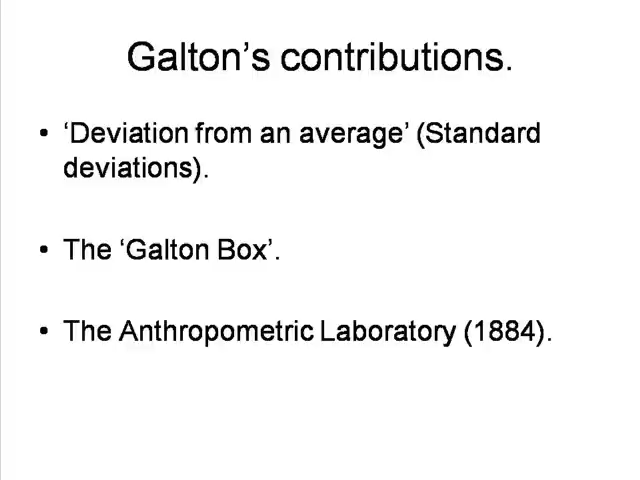 Galton’s contributions.
• ‘Deviation from an average’ (Standard
deviations).
• The ‘Galton Box’.
• The Anthropometric Laboratory (1884).